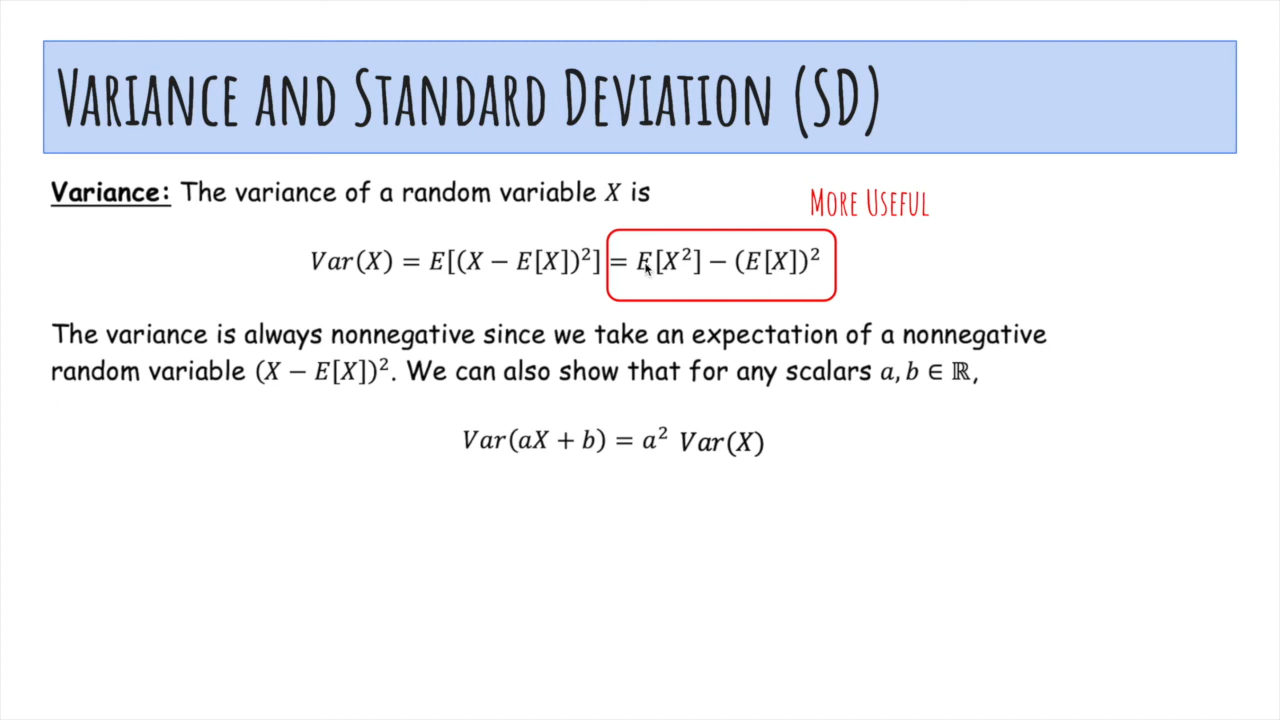 VARIANCE AND STANDARD DEVIATION (SD)
Variance: The variance of a random variable X is
MORE USEFUL
Var(X) = E[(X − E[X])²] = E[X²] − (E[X])²
The variance is always nonnegative since we take an expectation of a nonnegative
random variable (X − E[X])². We can also show that for any scalars a, b ∈ ℝ,
Var(aX + b) = a² Var(X)